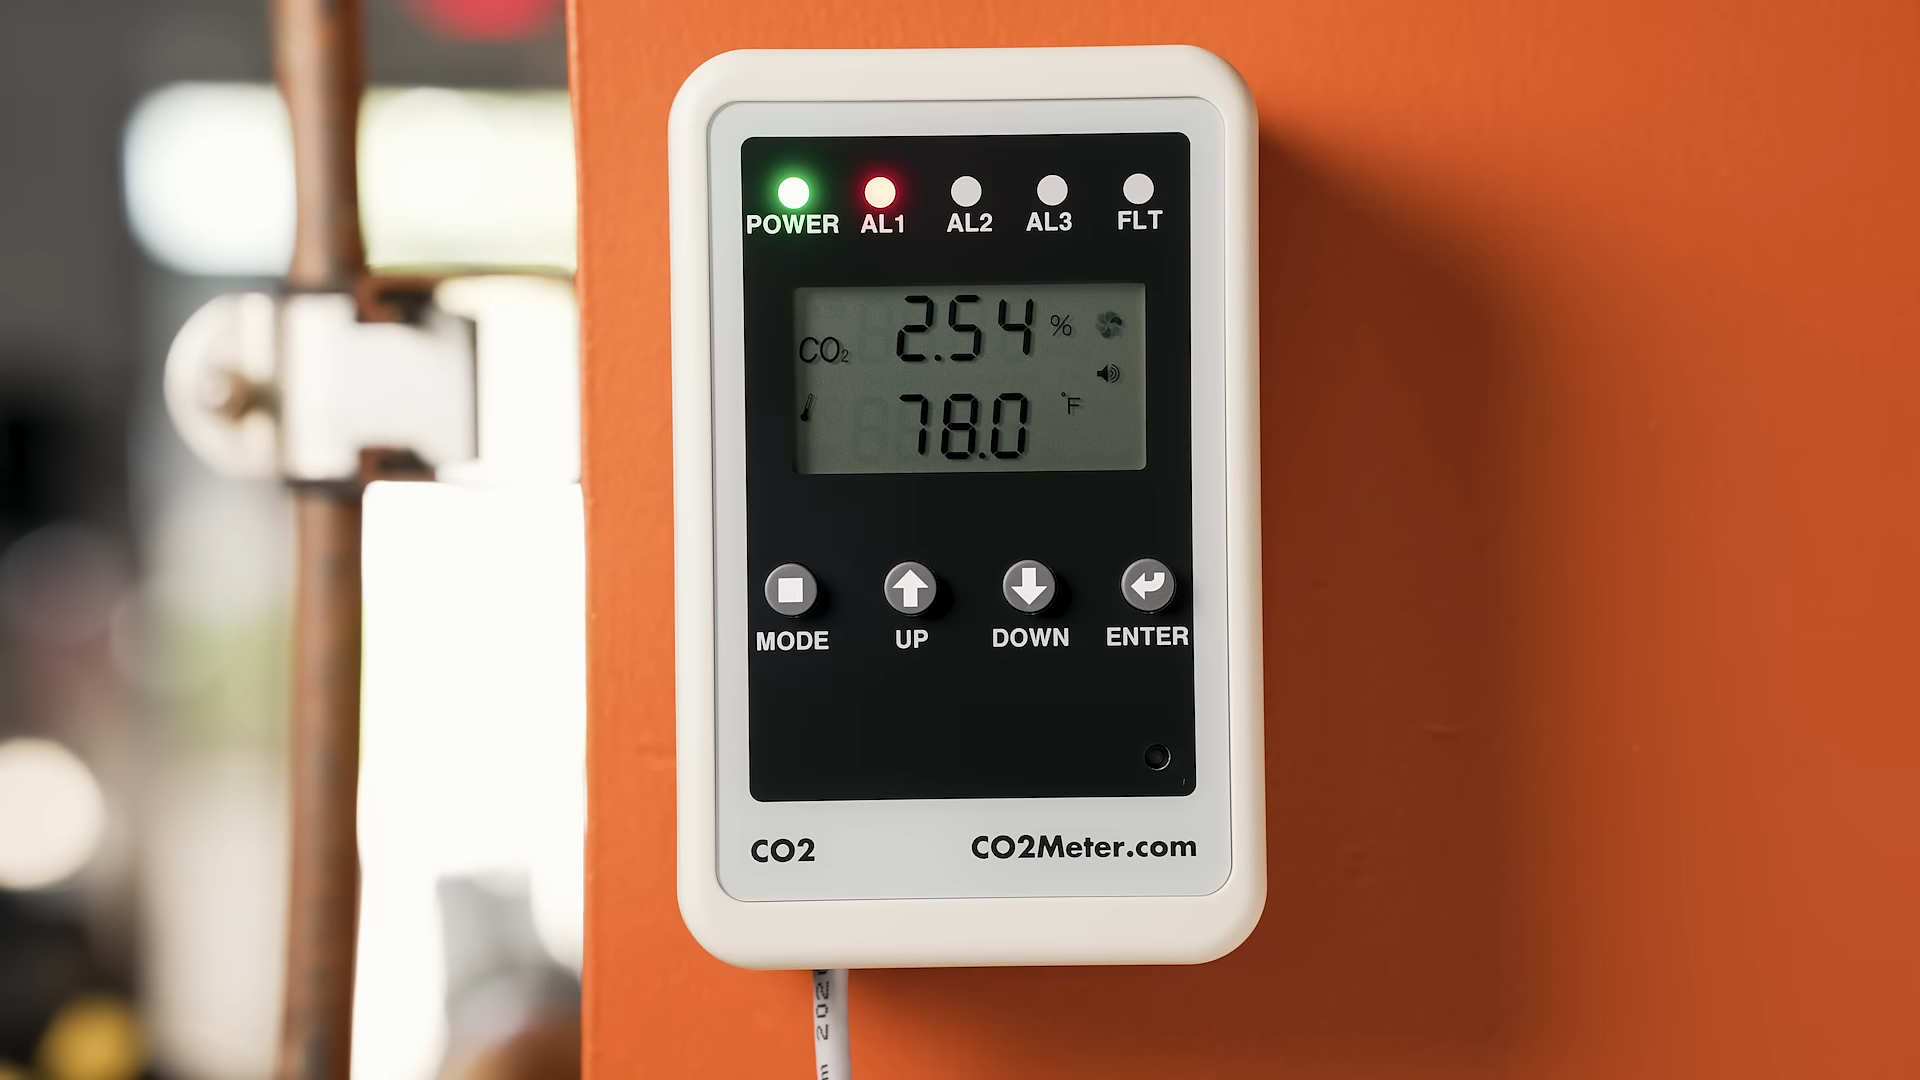 POWER AL1 AL2 AL3 FLT
CO₂ 2.54 %
78.0 °F
MODE UP DOWN ENTER
CO2 CO2Meter.com